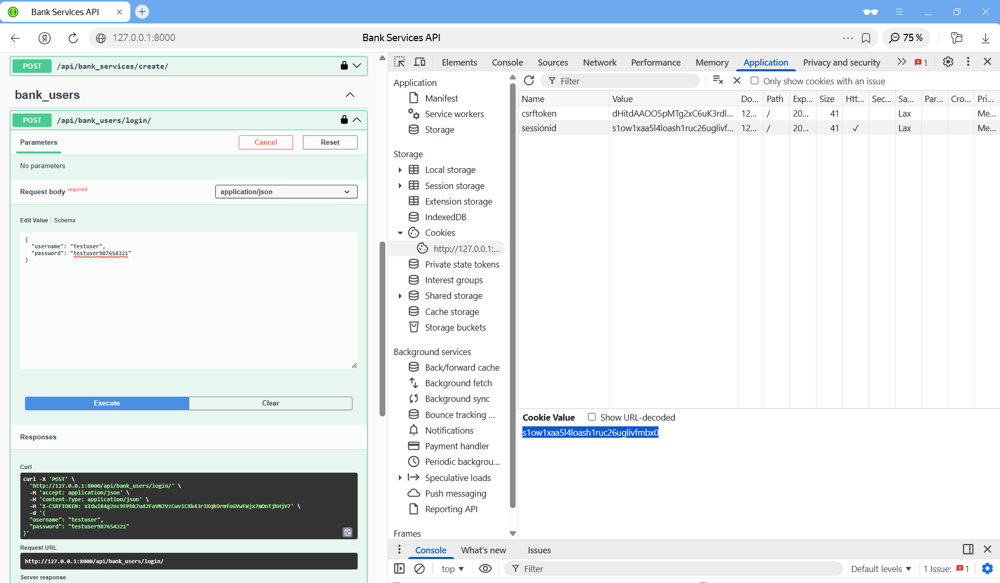 Bank Services API
127.0.0.1:8000
Bank Services API
75 %
POST /api/bank_services/create/
bank_users
POST /api/bank_users/login/
Parameters
Cancel
Reset
No parameters
Request body required
application/json
Edit Value | Schema
{
"username": "testuser",
"password": "testuser987654321"
}
Execute
Clear
Responses
Curl
curl -X 'POST' \
'http://127.0.0.1:8000/api/bank_users/login/' \
-H 'accept: application/json' \
-H 'Content-Type: application/json' \
-H 'X-CSRFTOKEN: xIdwlB4g2nc9FPbk7u42FaVNJVzCwv1CXk43rIKqkOrmfoGVwFWjx7mDnTjhHjV7' \
-d '{
"username": "testuser",
"password": "testuser987654321"
}'
Request URL
http://127.0.0.1:8000/api/bank_users/login/
Server response
Elements Console Sources Network Performance Memory Application Privacy and security 1
Application
Manifest
Service workers
Storage
Storage
Local storage
Session storage
Extension storage
IndexedDB
Cookies
http://127.0.0.1:...
Private state tokens
Interest groups
Shared storage
Cache storage
Storage buckets
Background services
Back/forward cache
Background fetch
Background sync
Bounce tracking ...
Notifications
Payment handler
Periodic backgrou...
Speculative loads
Push messaging
Reporting API
Frames
Filter
Only show cookies with an issue
Name Value Do... Path Exp... Size Htt... Sec... Sa... Par... Cro... Pri...
csrftoken dHitdAAOO5pMTg2xC6uK3rdl... 12... / 20... 41 Lax Me...
sessionid s1ow1xaa5l4loash1ruc26uglivf... 12... / 20... 41 ✓ Lax Me...
Cookie Value Show URL-decoded
s1ow1xaa5l4loash1ruc26uglivfmbx0
Console What's new Issues
top Filter Default levels 1 Issue: 1